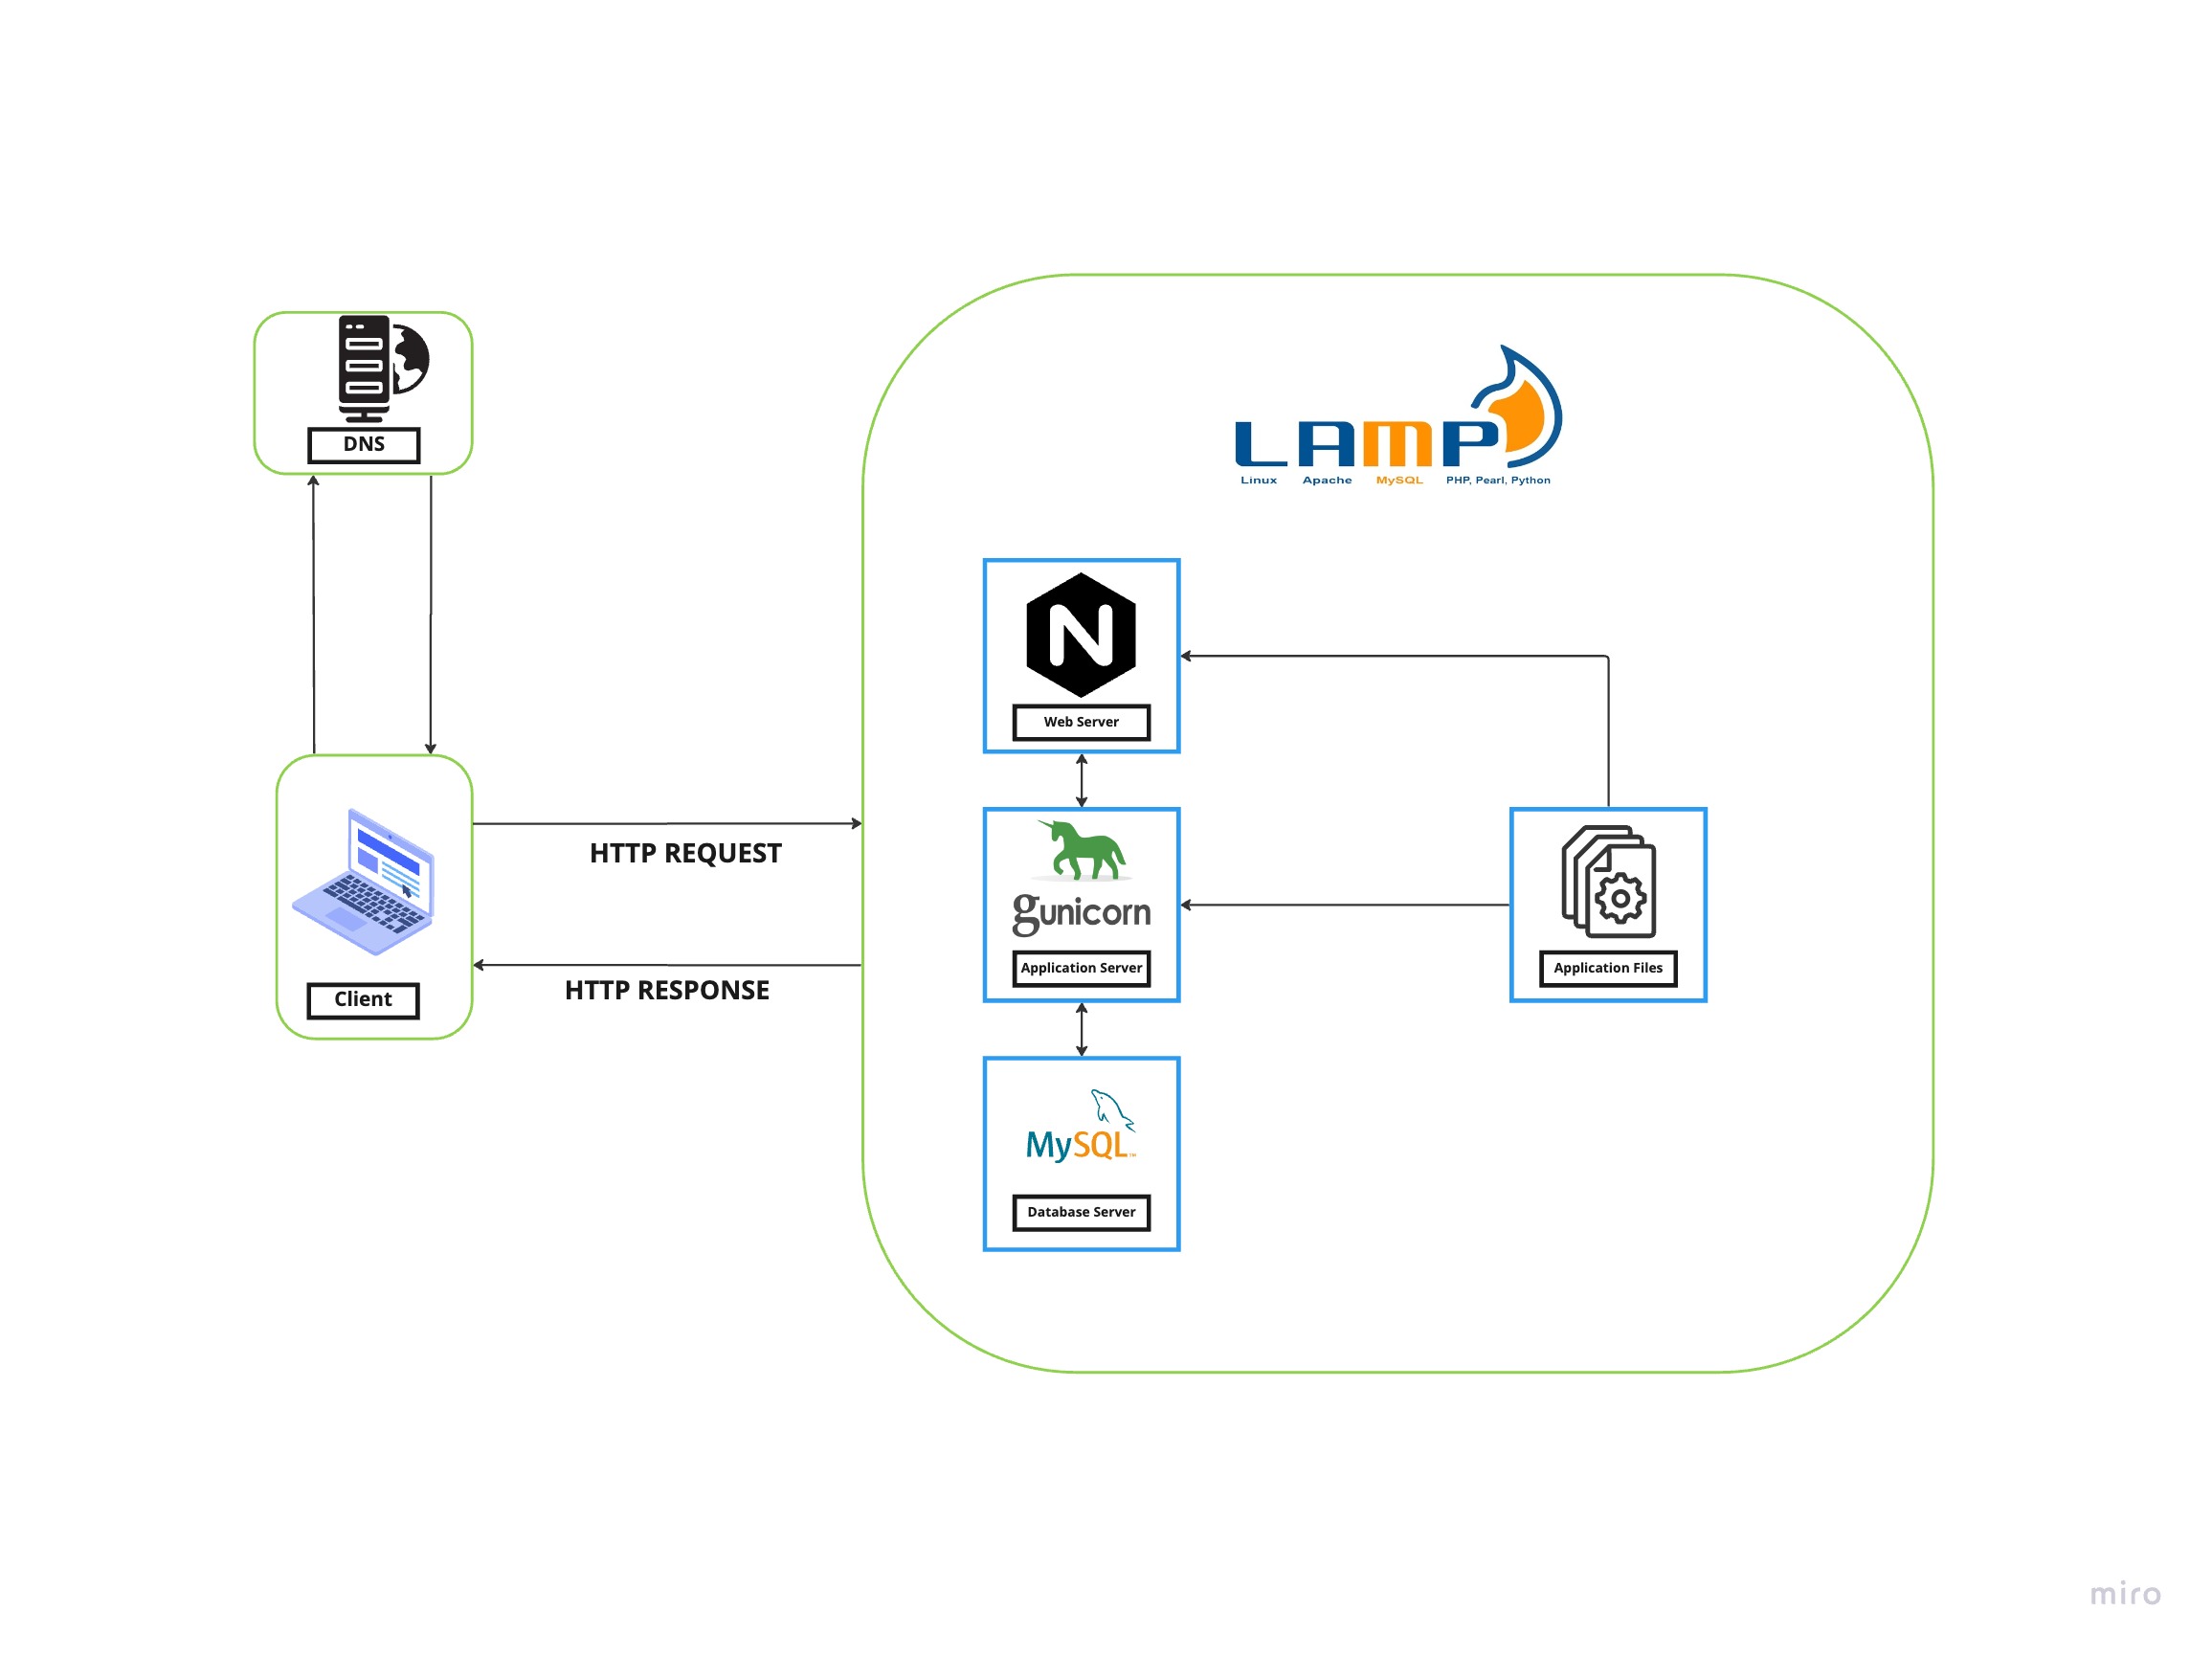 DNS
Client
HTTP REQUEST
HTTP RESPONSE
LAMP
Linux Apache MySQL PHP, Pearl, Python
N
Web Server
gunicorn
Application Server
Application Files
MySQL™
Database Server
miro